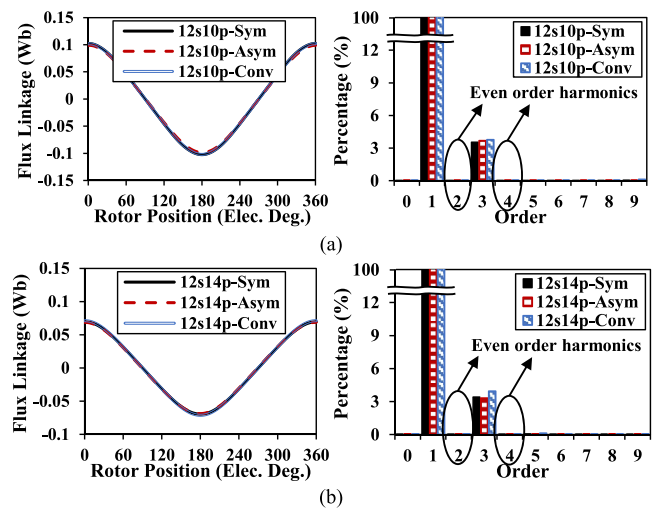 0.2
0.15
0.1
0.05
0
-0.05
-0.1
-0.15
Flux Linkage (Wb)
12s10p-Sym
12s10p-Asym
12s10p-Conv
0 60 120 180 240 300 360
Rotor Position (Elec. Deg.)
100
12
9
6
3
0
Percentage (%)
12s10p-Sym
12s10p-Asym
12s10p-Conv
Even order harmonics
0 1 2 3 4 5 6 7 8 9
Order
(a)
0.2
0.15
0.1
0.05
0
-0.05
-0.1
Flux Linkage (Wb)
12s14p-Sym
12s14p-Asym
12s14p-Conv
0 60 120 180 240 300 360
Rotor Position (Elec. Deg.)
100
12
9
6
3
0
Percentage (%)
12s14p-Sym
12s14p-Asym
12s14p-Conv
Even order harmonics
0 1 2 3 4 5 6 7 8 9
Order
(b)